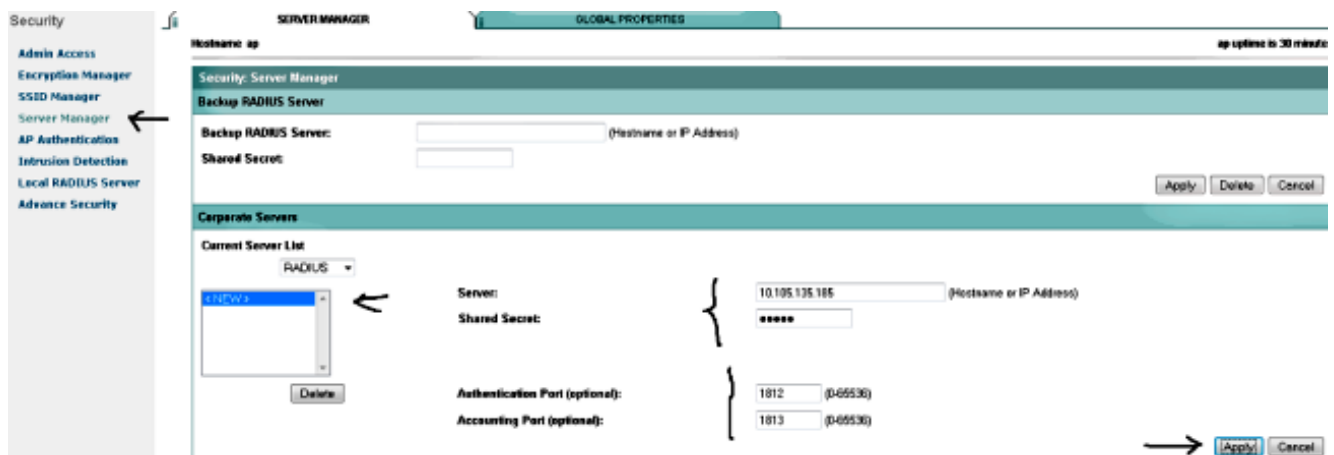 Security
SERVER MANAGER
GLOBAL PROPERTIES
Hostname ap
ap uptime is 30 minute
Admin Access
Encryption Manager
SSID Manager
Server Manager
AP Authentication
Intrusion Detection
Local RADIUS Server
Advance Security
Security: Server Manager
Backup RADIUS Server
Backup RADIUS Server:
(Hostname or IP Address)
Shared Secret:
Apply
Delete
Cancel
Corporate Servers
Current Server List
RADIUS
< NEW >
Server:
10.105.135.185
(Hostname or IP Address)
Shared Secret:
●●●●●
Delete
Authentication Port (optional):
1812
(0-65536)
Accounting Port (optional):
1813
(0-65536)
Apply
Cancel